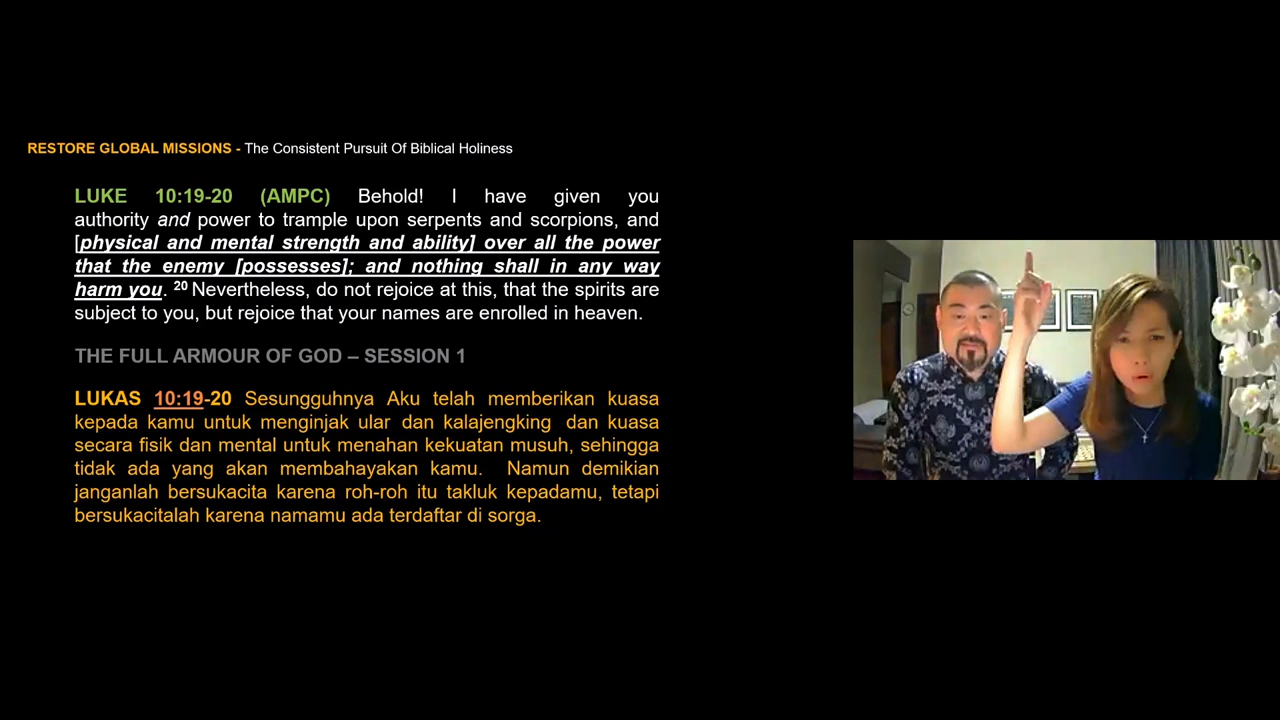 RESTORE GLOBAL MISSIONS - The Consistent Pursuit Of Biblical Holiness
LUKE 10:19-20 (AMPC) Behold! I have given you
authority and power to trample upon serpents and scorpions, and
[physical and mental strength and ability] over all the power
that the enemy [possesses]; and nothing shall in any way
harm you. 20 Nevertheless, do not rejoice at this, that the spirits are
subject to you, but rejoice that your names are enrolled in heaven.
THE FULL ARMOUR OF GOD – SESSION 1
LUKAS 10:19-20 Sesungguhnya Aku telah memberikan kuasa
kepada kamu untuk menginjak ular dan kalajengking dan kuasa
secara fisik dan mental untuk menahan kekuatan musuh, sehingga
tidak ada yang akan membahayakan kamu. Namun demikian
janganlah bersukacita karena roh-roh itu takluk kepadamu, tetapi
bersukacitalah karena namamu ada terdaftar di sorga.